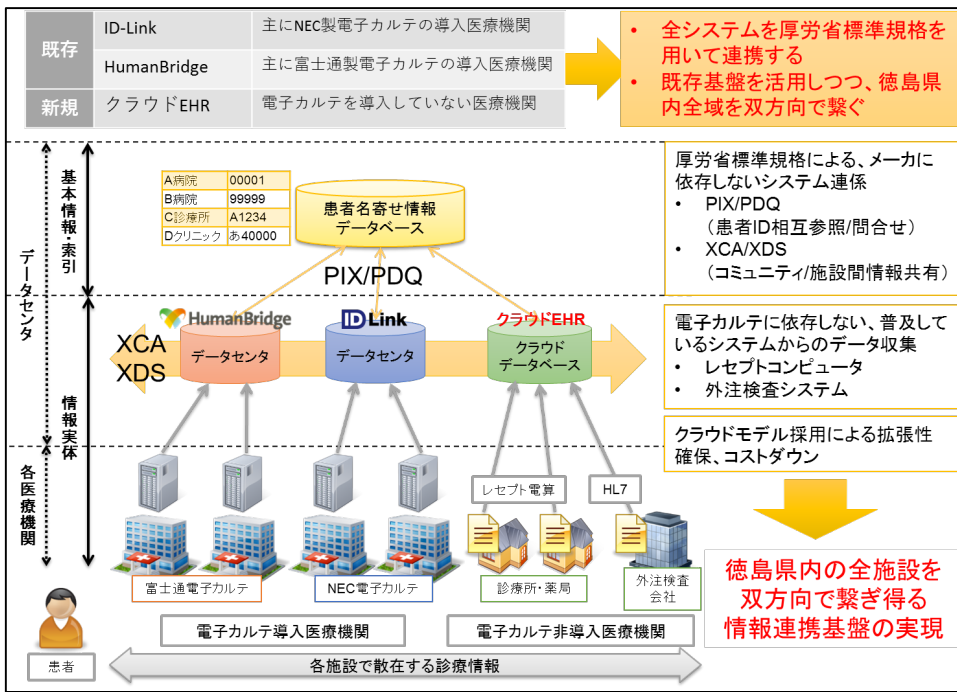 既存
ID-Link
主にNEC製電子カルテの導入医療機関
HumanBridge
主に富士通製電子カルテの導入医療機関
新規
クラウドEHR
電子カルテを導入していない医療機関
• 全システムを厚労省標準規格を
用いて連携する
• 既存基盤を活用しつつ、徳島県
内全域を双方向で繋ぐ
データセンタ
基本情報・索引
A病院 00001
B病院 99999
C診療所 A1234
Dクリニック あ40000
患者名寄せ情報
データベース
PIX/PDQ
厚労省標準規格による、メーカに
依存しないシステム連係
• PIX/PDQ
（患者ID相互参照/問合せ）
• XCA/XDS
（コミュニティ/施設間情報共有）
情報実体
XCA
XDS
HumanBridge
データセンタ
ID Link
データセンタ
クラウドEHR
クラウド
データベース
電子カルテに依存しない、普及して
いるシステムからのデータ収集
• レセプトコンピュータ
• 外注検査システム
クラウドモデル採用による拡張性
確保、コストダウン
各医療機関
レセプト電算
HL7
富士通電子カルテ
NEC電子カルテ
診療所・薬局
外注検査
会社
電子カルテ導入医療機関
電子カルテ非導入医療機関
患者
各施設で散在する診療情報
徳島県内の全施設を
双方向で繋ぎ得る
情報連携基盤の実現